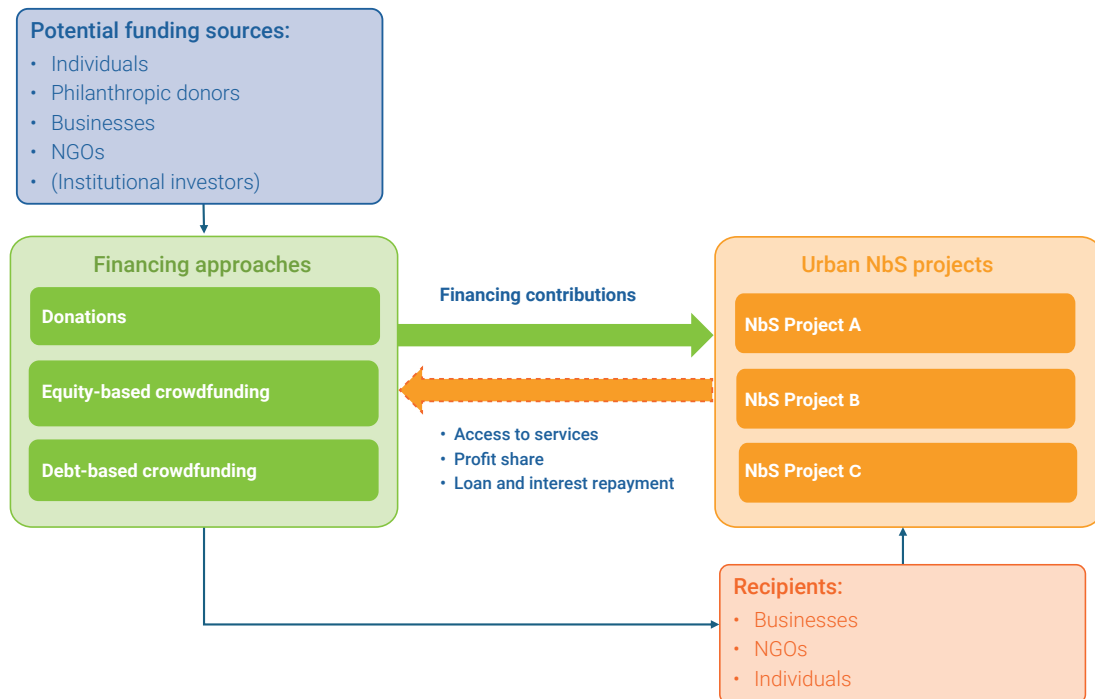 Potential funding sources:
• Individuals
• Philanthropic donors
• Businesses
• NGOs
• (Institutional investors)
Financing approaches
Donations
Equity-based crowdfunding
Debt-based crowdfunding
Financing contributions
• Access to services
• Profit share
• Loan and interest repayment
Urban NbS projects
NbS Project A
NbS Project B
NbS Project C
Recipients:
• Businesses
• NGOs
• Individuals